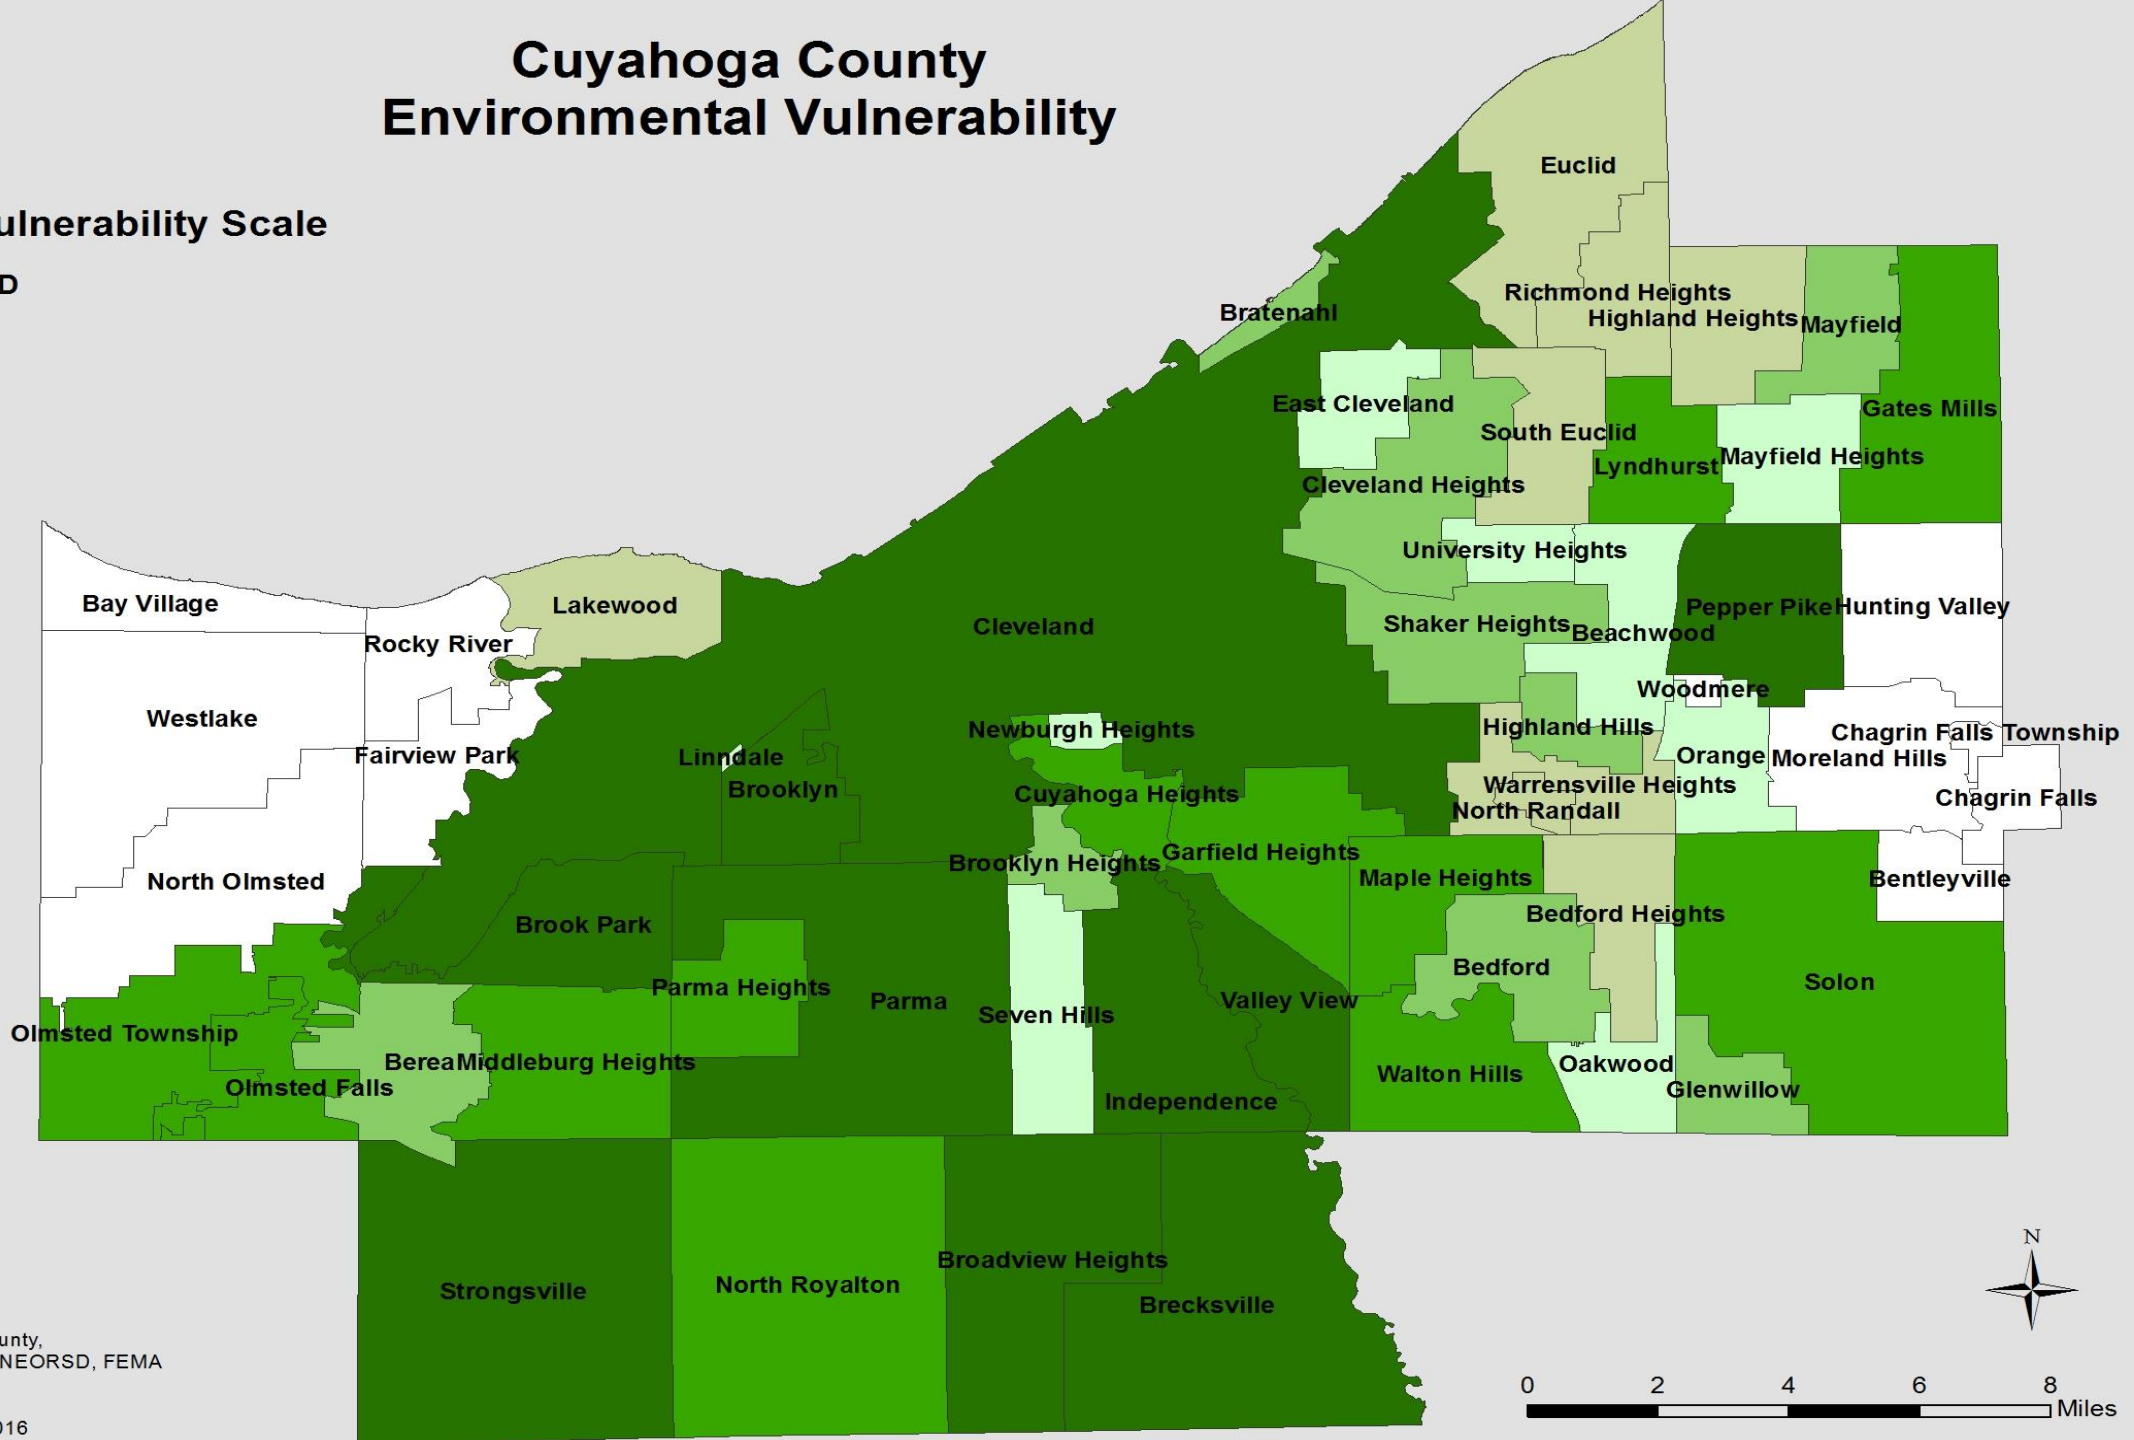 Cuyahoga County
Environmental Vulnerability
ulnerability Scale
D
Euclid
Richmond Heights
Highland Heights
Mayfield
Bratenahl
East Cleveland
Gates Mills
South Euclid
Lyndhurst
Mayfield Heights
Cleveland Heights
University Heights
Bay Village
Lakewood
Cleveland
Shaker Heights
Beachwood
Pepper Pike
Hunting Valley
Rocky River
Westlake
Woodmere
Newburgh Heights
Highland Hills
Chagrin Falls Township
Fairview Park
Linndale
Orange
Moreland Hills
Brooklyn
Cuyahoga Heights
Warrensville Heights
North Randall
Chagrin Falls
North Olmsted
Brooklyn Heights
Garfield Heights
Maple Heights
Bentleyville
Brook Park
Bedford Heights
Parma Heights
Parma
Seven Hills
Valley View
Bedford
Solon
Olmsted Township
Berea
Middleburg Heights
Olmsted Falls
Independence
Walton Hills
Oakwood
Glenwillow
Strongsville
North Royalton
Broadview Heights
Brecksville
N
unty,
NEORSD, FEMA
016
0 2 4 6 8
Miles